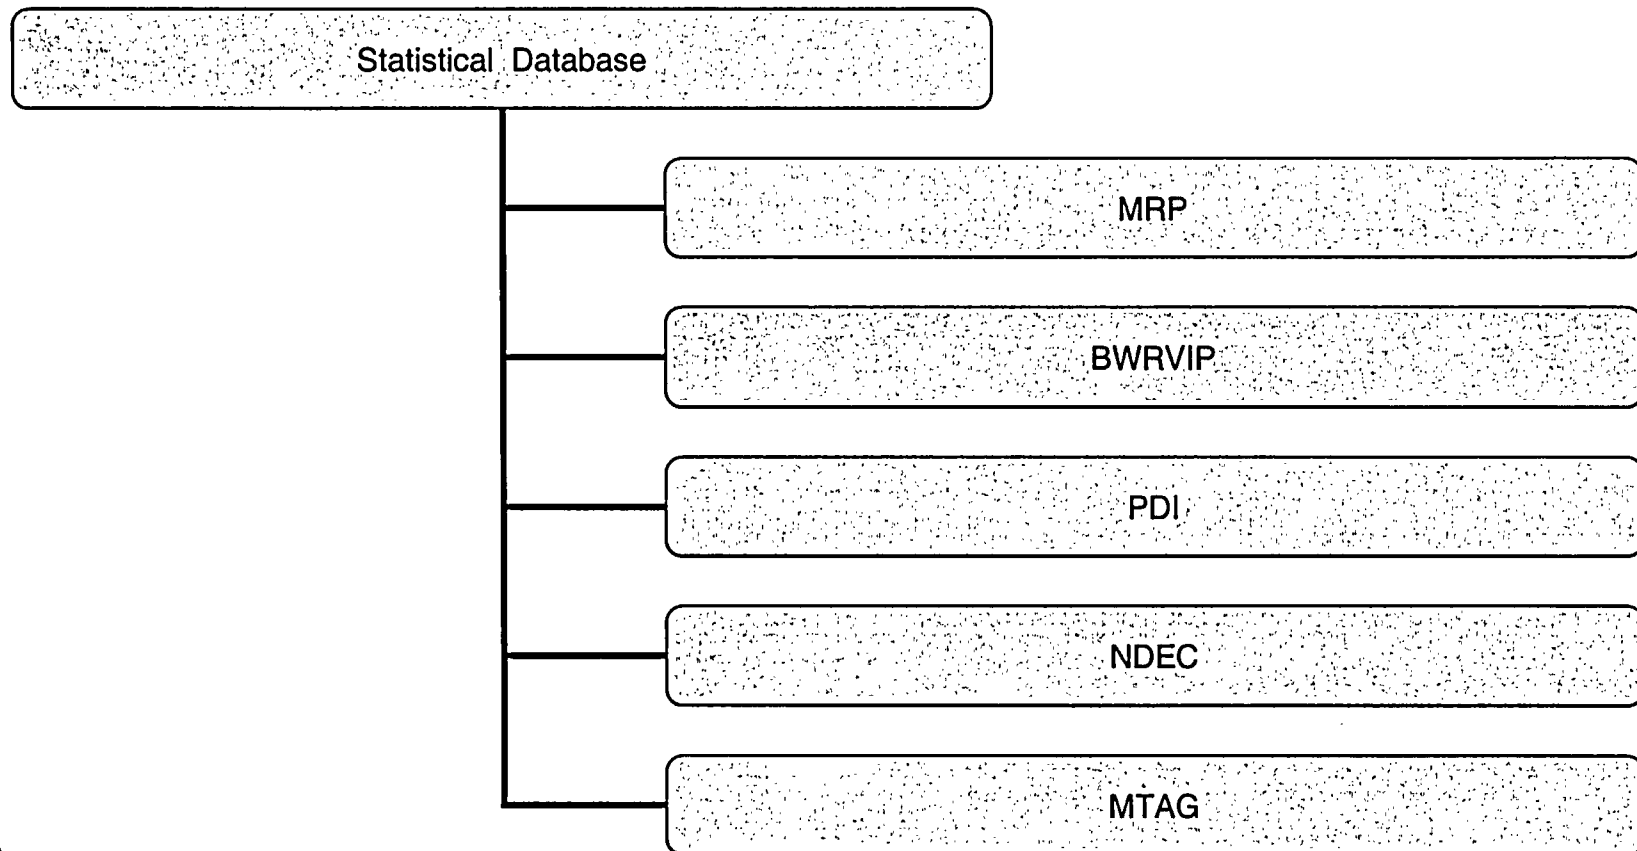 Statistical Database
MRP
BWRVIP
PDI
NDEC
MTAG